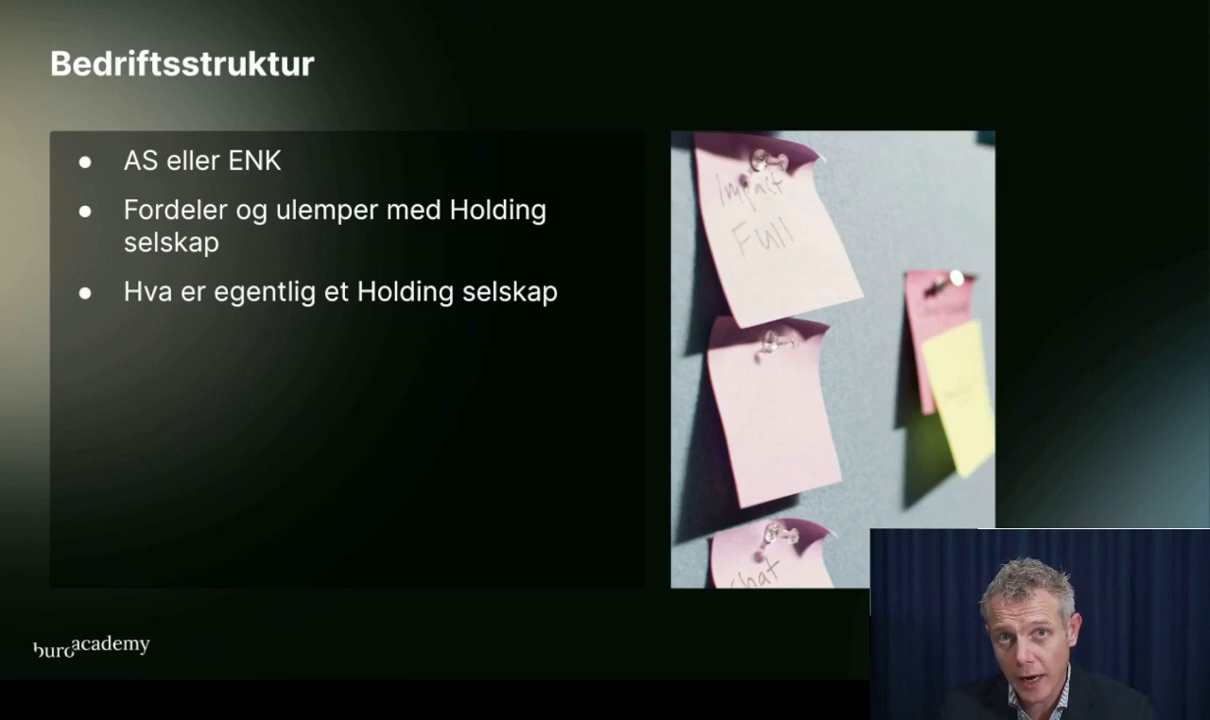 Bedriftsstruktur
● AS eller ENK
● Fordeler og ulemper med Holding
selskap
● Hva er egentlig et Holding selskap
Impact
Full
Chat
buroacademy